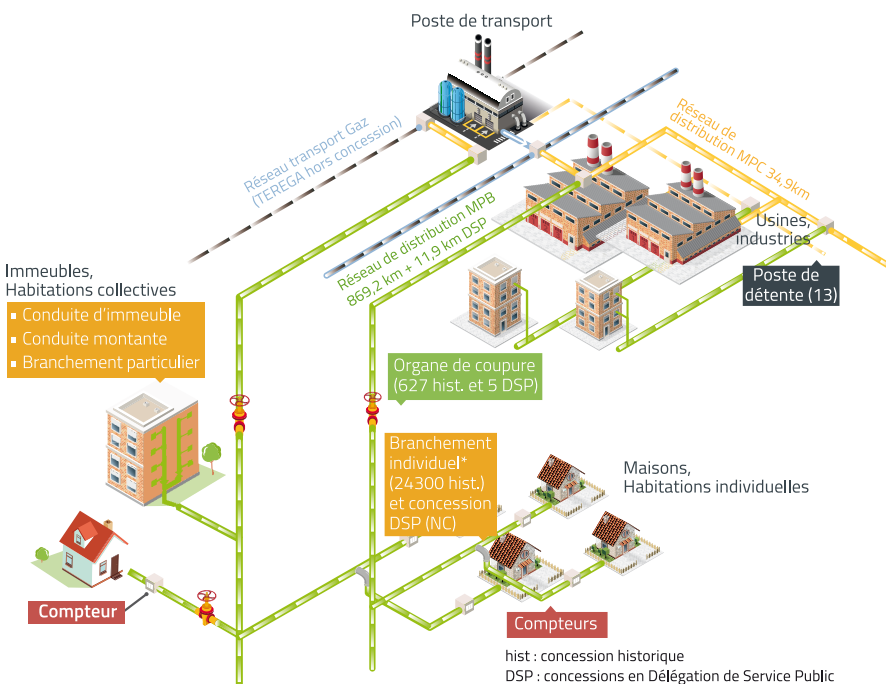 Poste de transport
Réseau transport Gaz
(TEREGA hors concession)
Réseau de
distribution MPC 34,9km
Réseau de distribution MPB
869,2 km + 11,9 km DSP
Usines,
industries
Poste de
détente (13)
Immeubles,
Habitations collectives
▪ Conduite d'immeuble
▪ Conduite montante
▪ Branchement particulier
Organe de coupure
(627 hist. et 5 DSP)
Branchement
individuel*
(24300 hist.)
et concession
DSP (NC)
Maisons,
Habitations individuelles
Compteur
Compteurs
hist : concession historique
DSP : concessions en Délégation de Service Public